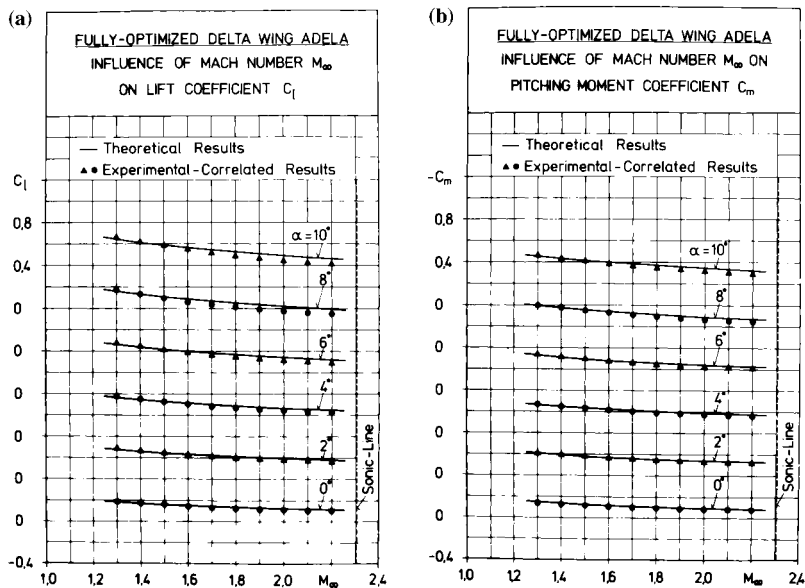 (a)
FULLY-OPTIMIZED DELTA WING ADELA
INFLUENCE OF MACH NUMBER M∞
ON LIFT COEFFICIENT Cℓ
— Theoretical Results
▲● Experimental-Correlated Results
Cℓ
0,8
0,4
0
0
0
0
0
0
-0,4
α=10°
8°
6°
4°
2°
0°
Sonic-Line
1,0
1,2
1,4
1,6
1,8
2,0
M∞
2,4
(b)
FULLY-OPTIMIZED DELTA WING ADELA
INFLUENCE OF MACH NUMBER M∞ ON
PITCHING MOMENT COEFFICIENT Cm
— Theoretical Results
▲● Experimental-Correlated Results
-Cm
0,8
0,4
0
0
0
0
0
0
-0,4
α=10°
8°
6°
4°
2°
0°
Sonic-Line
1,0
1,2
1,4
1,6
1,8
2,0
M∞
2,4